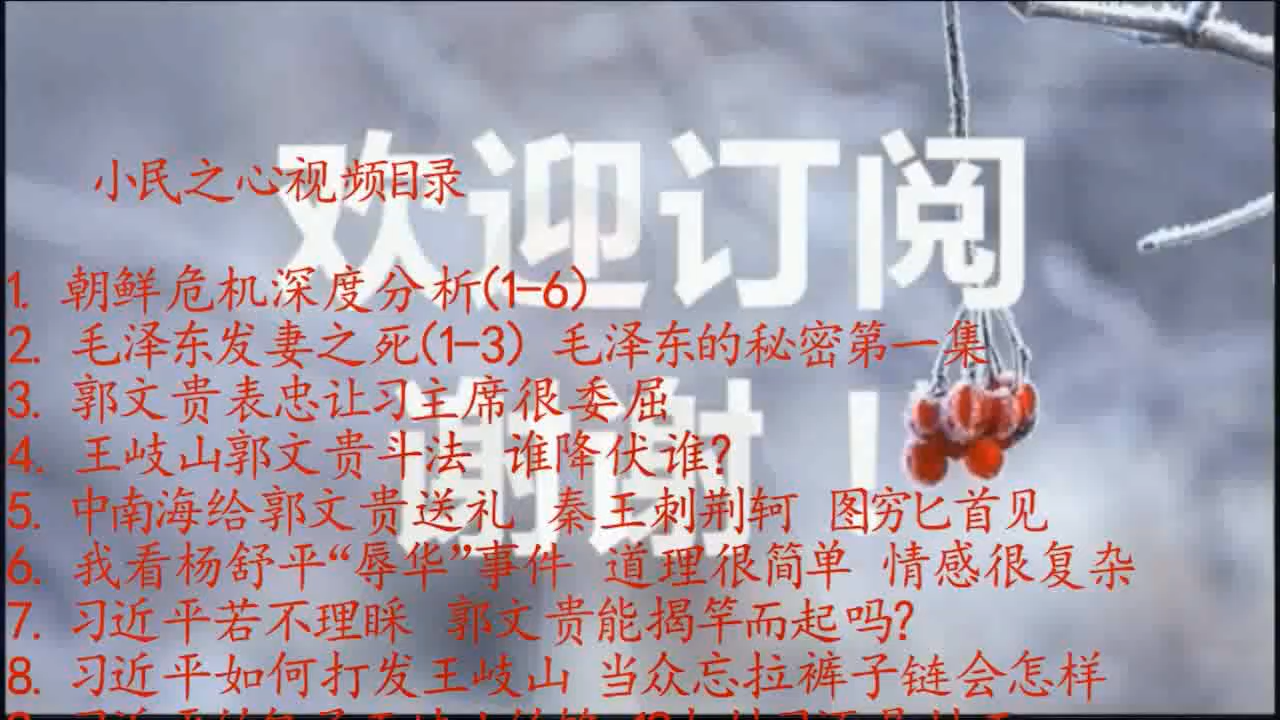 欢迎订阅
谢谢！
小民之心视频目录
1. 朝鲜危机深度分析(1-6)
2. 毛泽东发妻之死(1-3) 毛泽东的秘密第一集
3. 郭文贵表忠让习主席很委屈
4. 王岐山郭文贵斗法 谁降伏谁?
5. 中南海给郭文贵送礼 秦王刺荆轲 图穷匕首见
6. 我看杨舒平“辱华”事件 道理很简单 情感很复杂
7. 习近平若不理睬 郭文贵能揭竿而起吗?
8. 习近平如何打发王岐山 当众忘拉裤子链会怎样